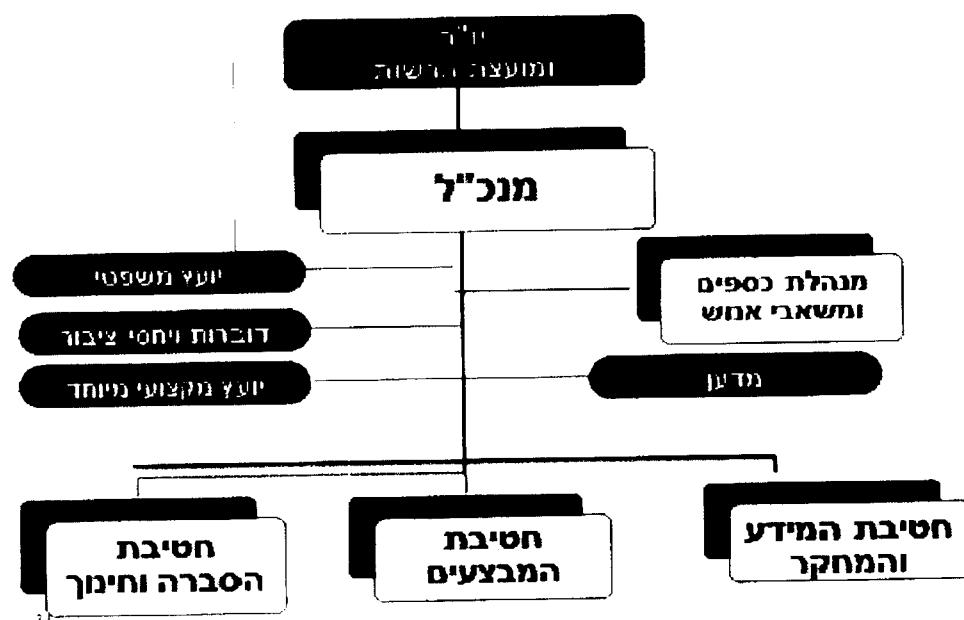 יו"ר
ומועצת הרשות
מנכ"ל
יועץ משפטי
מנהלת כספים
ומשאבי אנוש
דוברות ויחסי ציבור
יועץ מקצועי מיוחד
מדען
חטיבת המידע
והמחקר
חטיבת
המבצעים
חטיבת
הסברה וחינוך